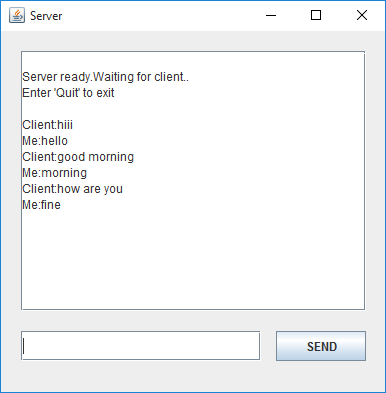 Server
Server ready.Waiting for client..
Enter 'Quit' to exit
Client:hiii
Me:hello
Client:good morning
Me:morning
Client:how are you
Me:fine
SEND